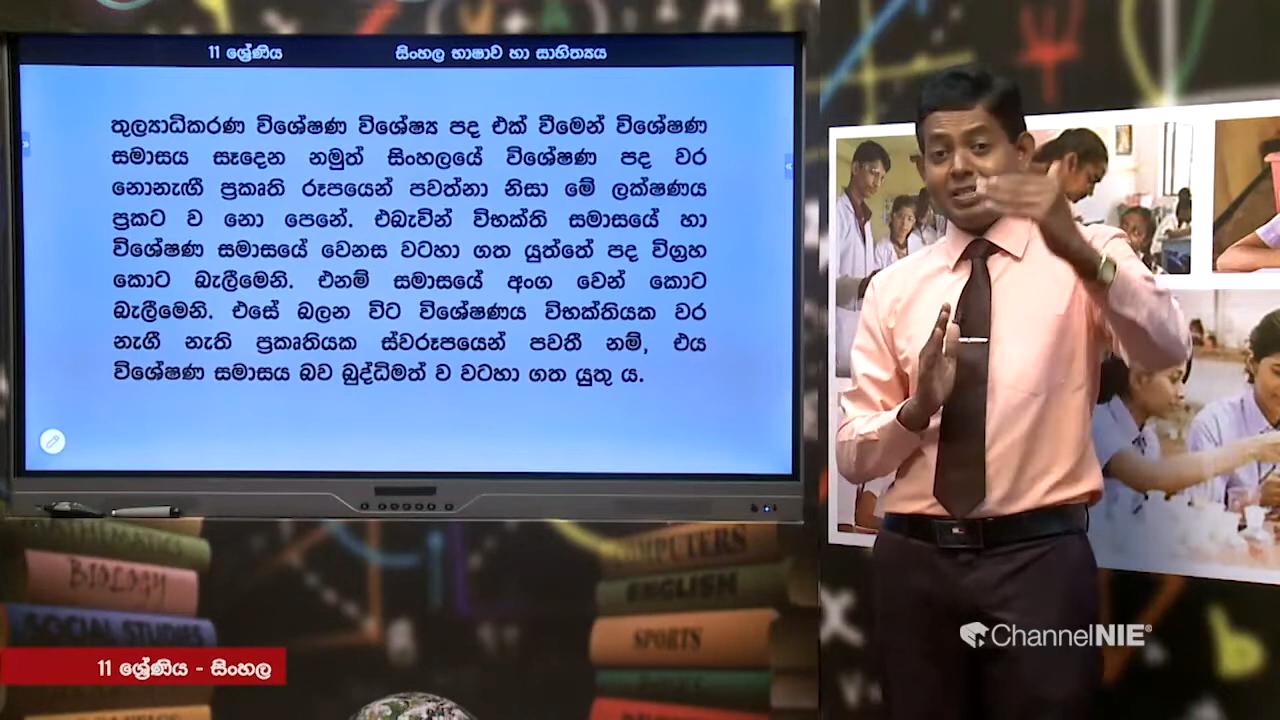 11 ශ්‍රේණිය සිංහල භාෂාව හා සාහිත්‍යය
තුල්‍යාධිකරණ විශේෂණ විශේෂ්‍ය පද එක් වීමෙන් විශේෂණ
සමාසය සෑදෙන නමුත් සිංහලයේ විශේෂණ පද වර
නොනැඟී ප්‍රකෘති රූපයෙන් පවත්නා නිසා මේ ලක්ෂණය
ප්‍රකට ව නො පෙනේ. එබැවින් විභක්ති සමාසයේ හා
විශේෂණ සමාසයේ වෙනස වටහා ගත යුත්තේ පද විග්‍රහ
කොට බැලීමෙනි. එනම් සමාසයේ අංග වෙන් කොට
බැලීමෙනි. එසේ බලන විට විශේෂණය විභක්තියක වර
නැගී නැති ප්‍රකෘතියක ස්වරූපයෙන් පවතී නම්, එය
විශේෂණ සමාසය බව බුද්ධිමත් ව වටහා ගත යුතු ය.
MATHEMATICS
BIOLOGY
SOCIAL STUDIES
COMPUTERS
ENGLISH
SPORTS
11 ශ්‍රේණිය - සිංහල
ChannelNIE®